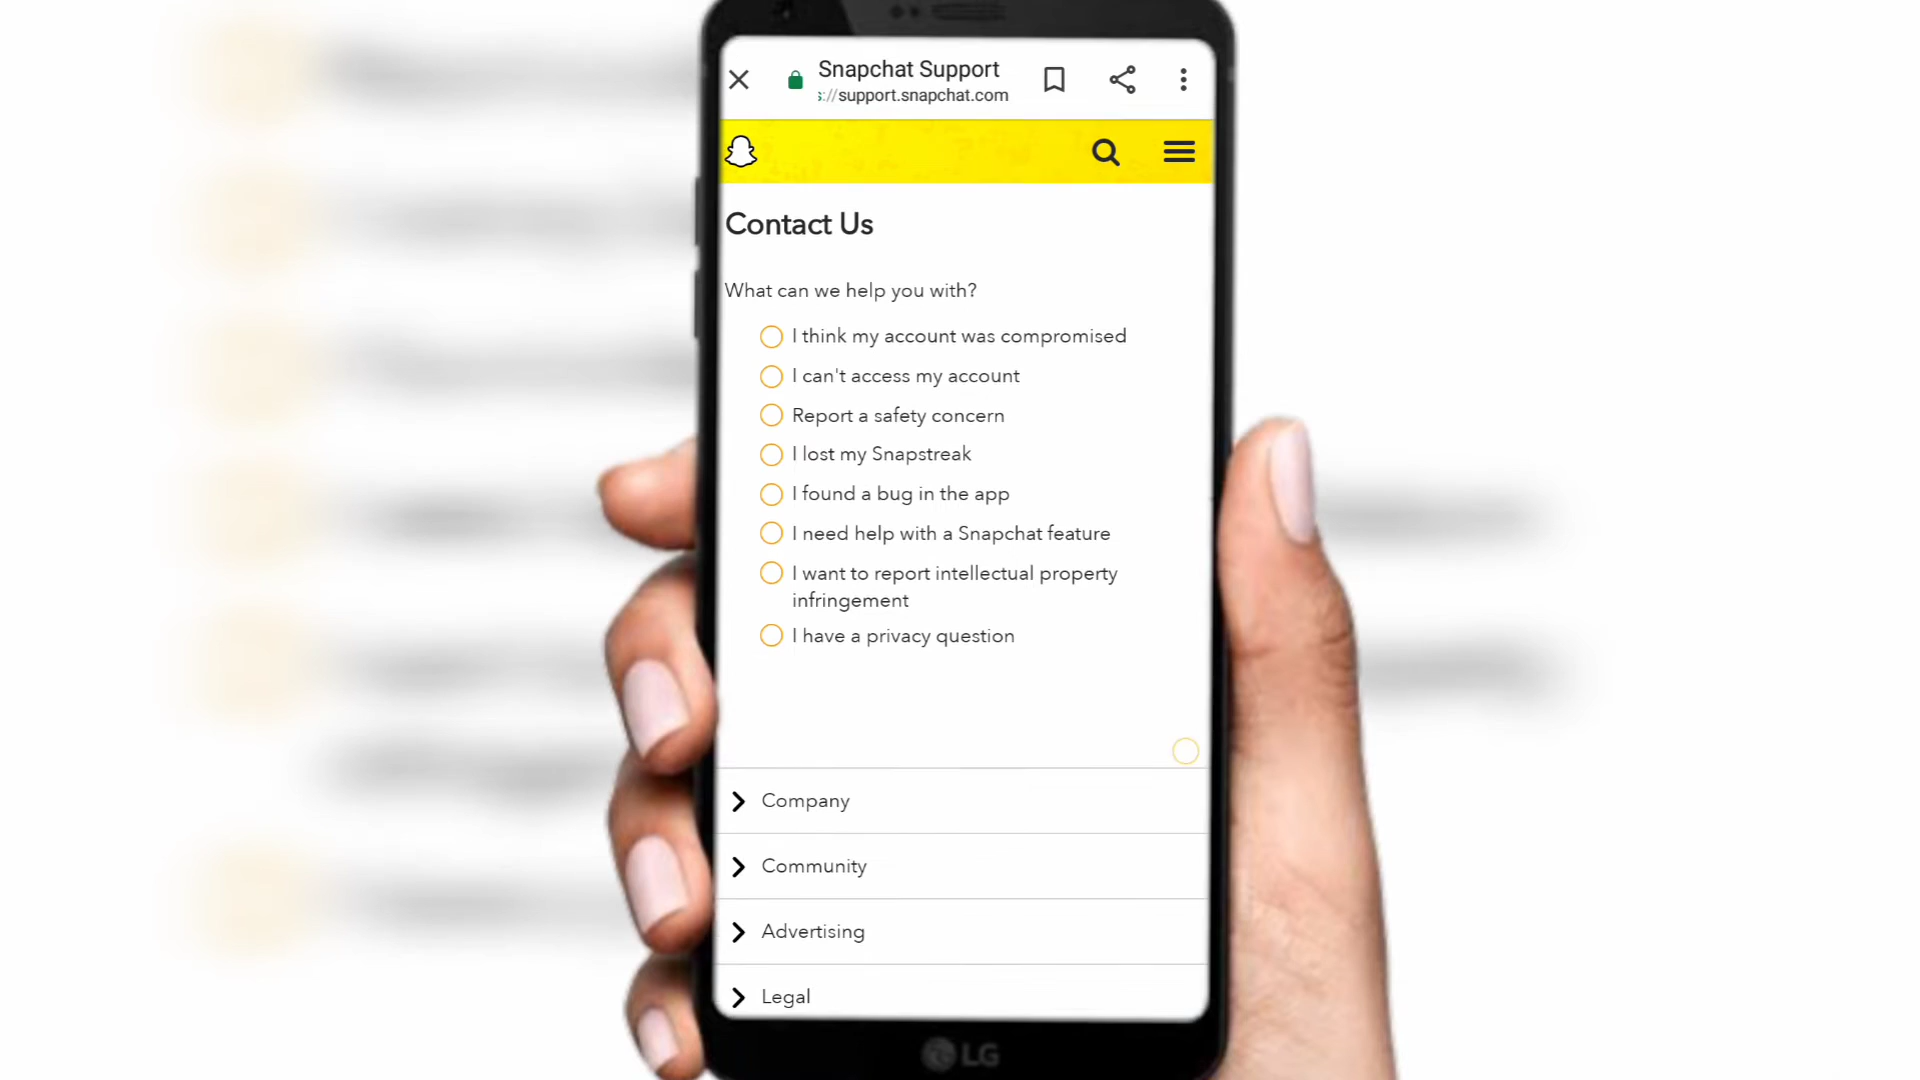 Snapchat Support
s://support.snapchat.com
Contact Us
What can we help you with?
I think my account was compromised
I can't access my account
Report a safety concern
I lost my Snapstreak
I found a bug in the app
I need help with a Snapchat feature
I want to report intellectual property
infringement
I have a privacy question
Company
Community
Advertising
Legal
LG